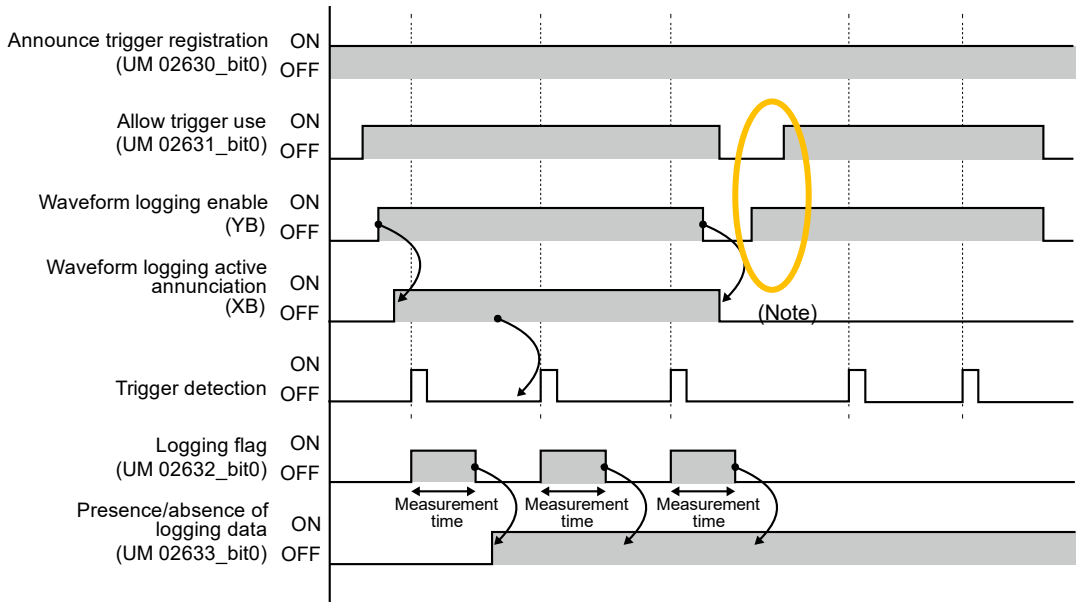 Announce trigger registration
(UM 02630_bit0)
ON
OFF
Allow trigger use
(UM 02631_bit0)
ON
OFF
Waveform logging enable
(YB)
ON
OFF
Waveform logging active
annunciation
(XB)
ON
OFF
(Note)
Trigger detection
ON
OFF
Logging flag
(UM 02632_bit0)
ON
OFF
Measurement
time
Measurement
time
Measurement
time
Presence/absence of
logging data
(UM 02633_bit0)
ON
OFF